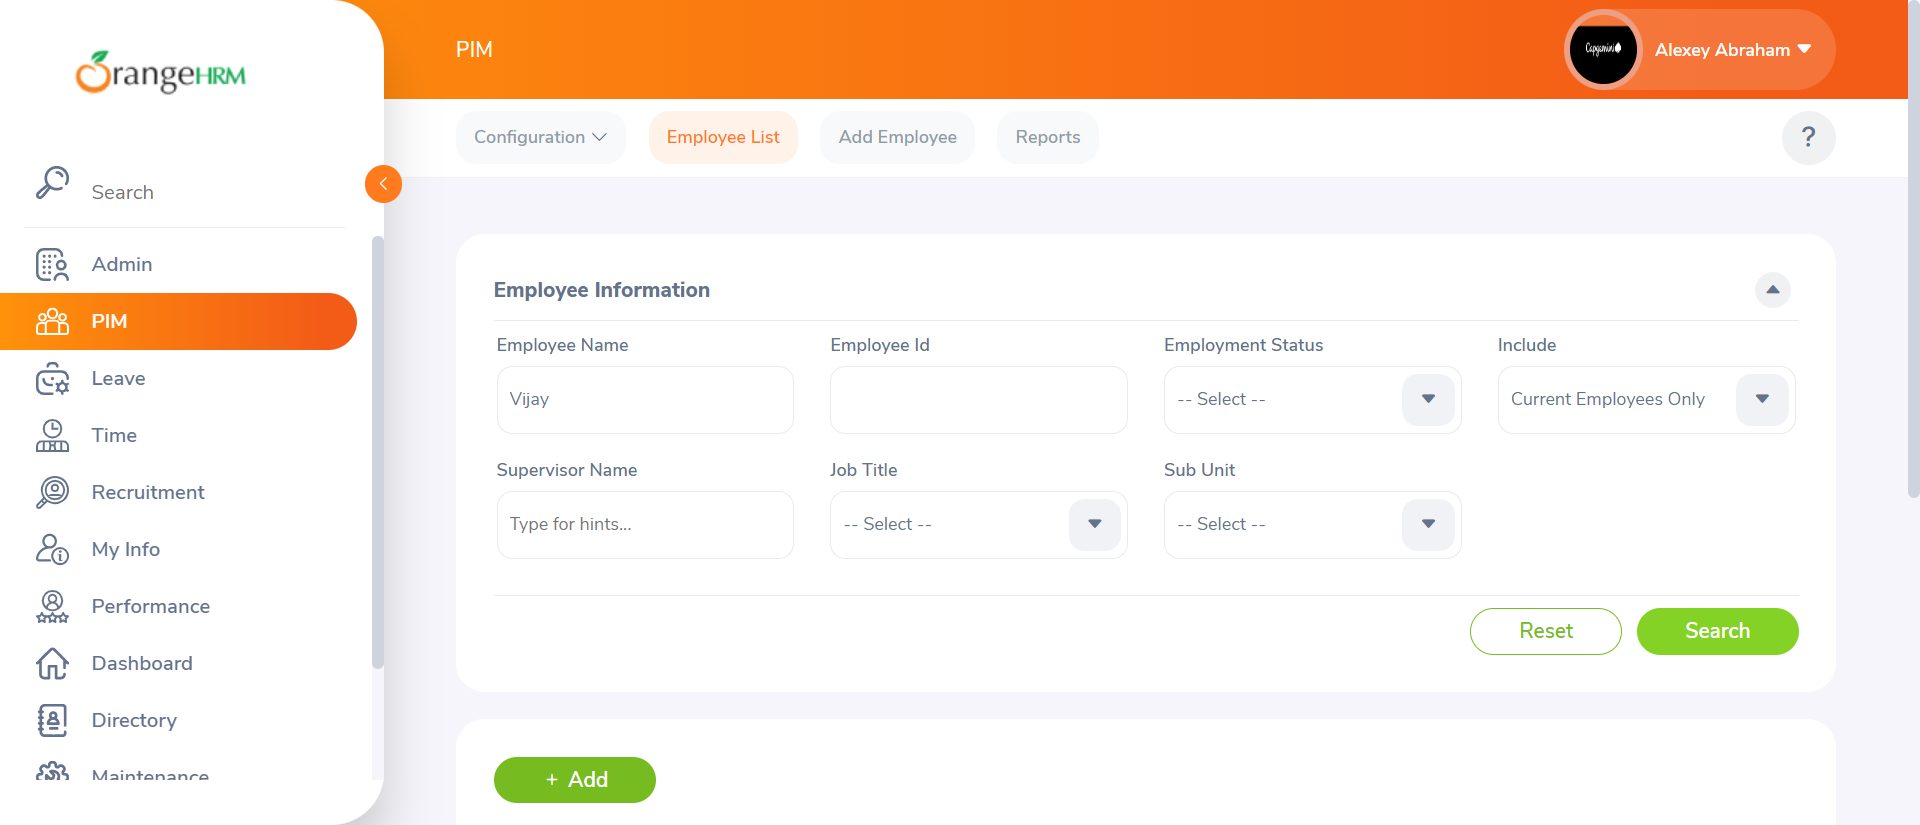 OrangeHRM
PIM
Capgemini
Alexey Abraham
Configuration
Employee List
Add Employee
Reports
?
Search
Admin
PIM
Leave
Time
Recruitment
My Info
Performance
Dashboard
Directory
Maintenance
Employee Information
Employee Name
Employee Id
Employment Status
Include
Vijay
-- Select --
Current Employees Only
Supervisor Name
Job Title
Sub Unit
Type for hints...
-- Select --
-- Select --
Reset
Search
+ Add